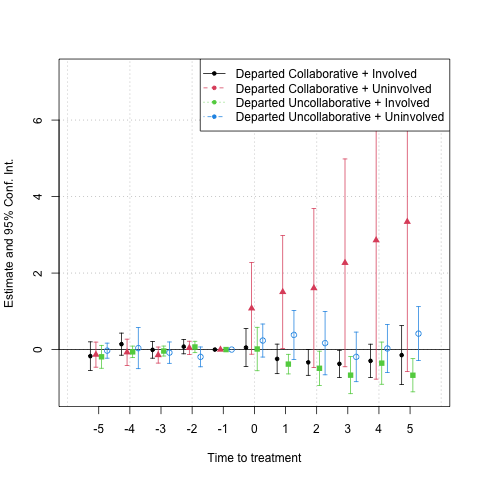 Departed Collaborative + Involved
Departed Collaborative + Uninvolved
Departed Uncollaborative + Involved
Departed Uncollaborative + Uninvolved
Estimate and 95% Conf. Int.
6
4
2
0
-5 -4 -3 -2 -1 0 1 2 3 4 5
Time to treatment